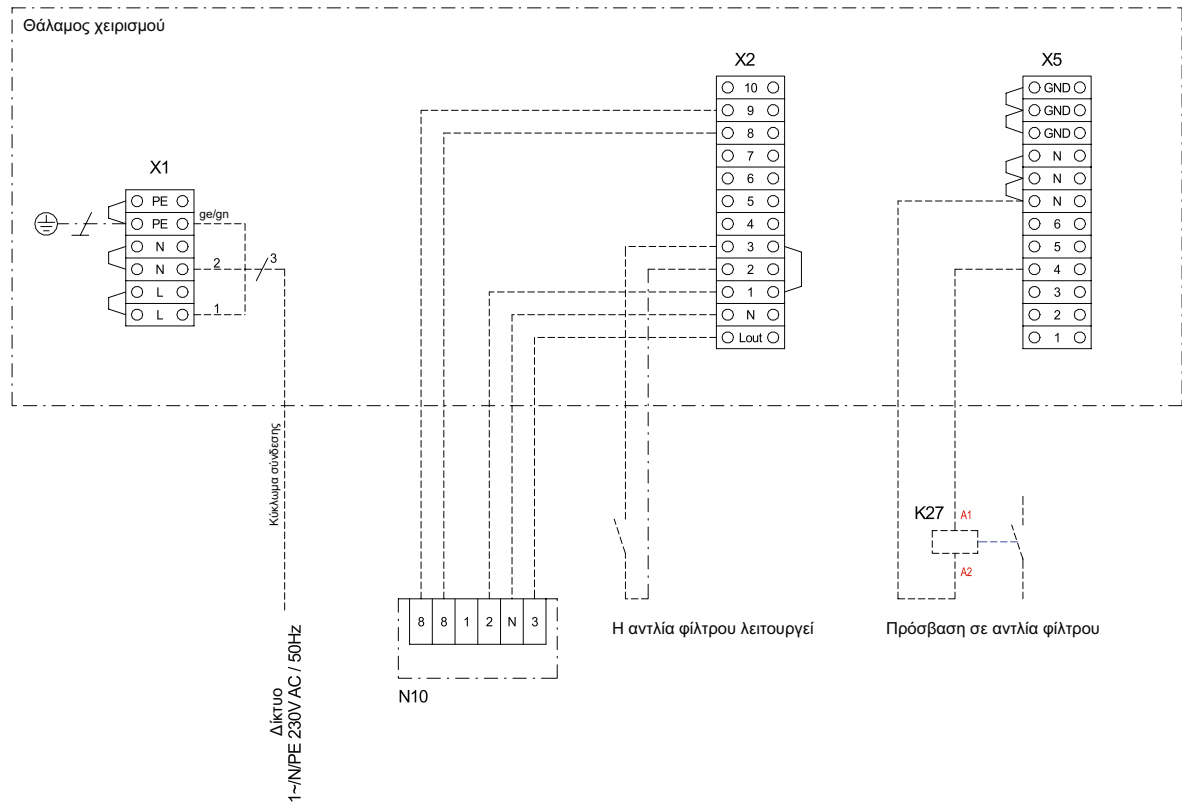 Θάλαμος χειρισμού
X1
PE
PE
N
N
L
L
ge/gn
2
1
3
X2
10
9
8
7
6
5
4
3
2
1
N
Lout
X5
GND
GND
GND
N
N
N
6
5
4
3
2
1
Κύκλωμα σύνδεσης
Δίκτυο
1~/N/PE 230V AC / 50Hz
8 8 1 2 N 3
N10
Η αντλία φίλτρου λειτουργεί
K27
A1
A2
Πρόσβαση σε αντλία φίλτρου